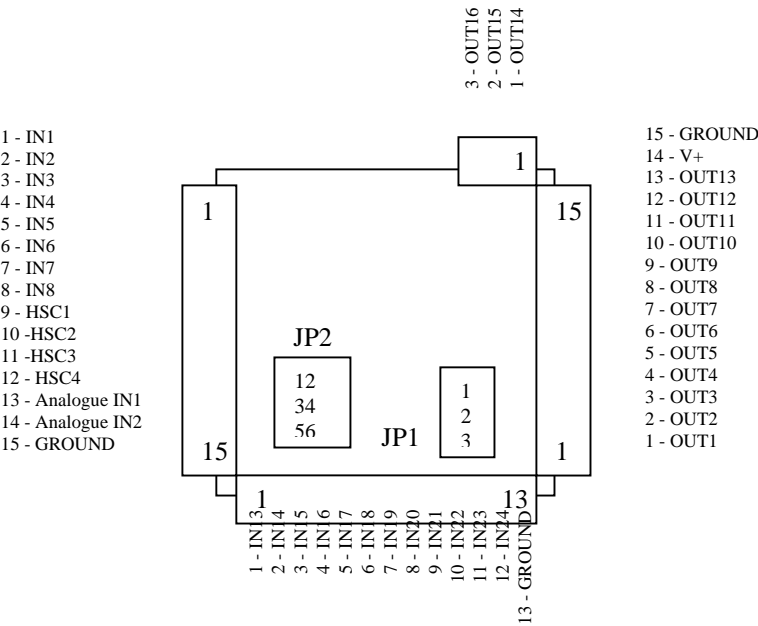 3 - OUT16
2 - OUT15
1 - OUT14
1 - IN1
2 - IN2
3 - IN3
4 - IN4
5 - IN5
6 - IN6
7 - IN7
8 - IN8
9 - HSC1
10 -HSC2
11 -HSC3
12 - HSC4
13 - Analogue IN1
14 - Analogue IN2
15 - GROUND
1
1
15
JP2
12
34
56
JP1
1
2
3
15
1
1
13
15 - GROUND
14 - V+
13 - OUT13
12 - OUT12
11 - OUT11
10 - OUT10
9 - OUT9
8 - OUT8
7 - OUT7
6 - OUT6
5 - OUT5
4 - OUT4
3 - OUT3
2 - OUT2
1 - OUT1
1 - IN13
2 - IN14
3 - IN15
4 - IN16
5 - IN17
6 - IN18
7 - IN19
8 - IN20
9 - IN21
10 - IN22
11 - IN23
12 - IN24
13 - GROUND